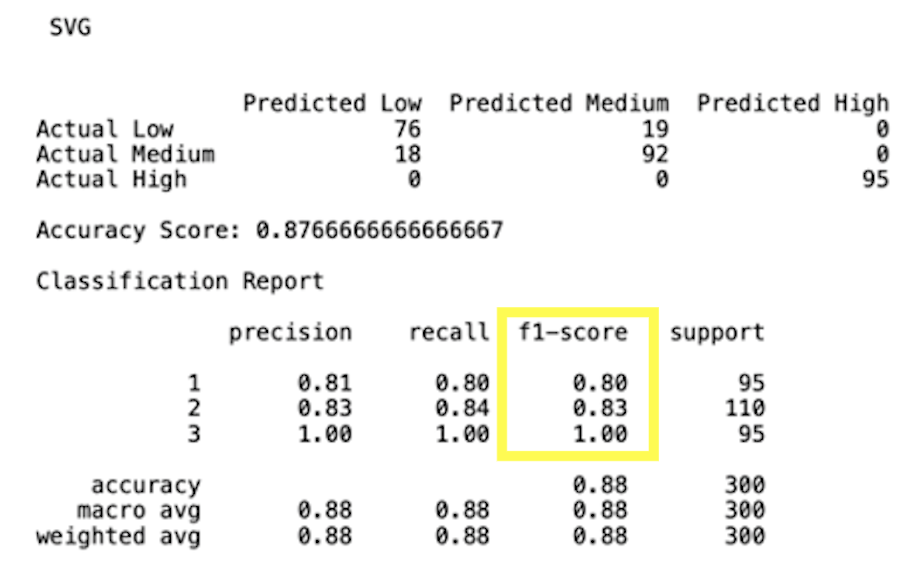 SVG
Predicted Low Predicted Medium Predicted High
Actual Low 76 19 0
Actual Medium 18 92 0
Actual High 0 0 95
Accuracy Score: 0.8766666666666667
Classification Report
precision recall f1-score support
1 0.81 0.80 0.80 95
2 0.83 0.84 0.83 110
3 1.00 1.00 1.00 95
accuracy 0.88 300
macro avg 0.88 0.88 0.88 300
weighted avg 0.88 0.88 0.88 300